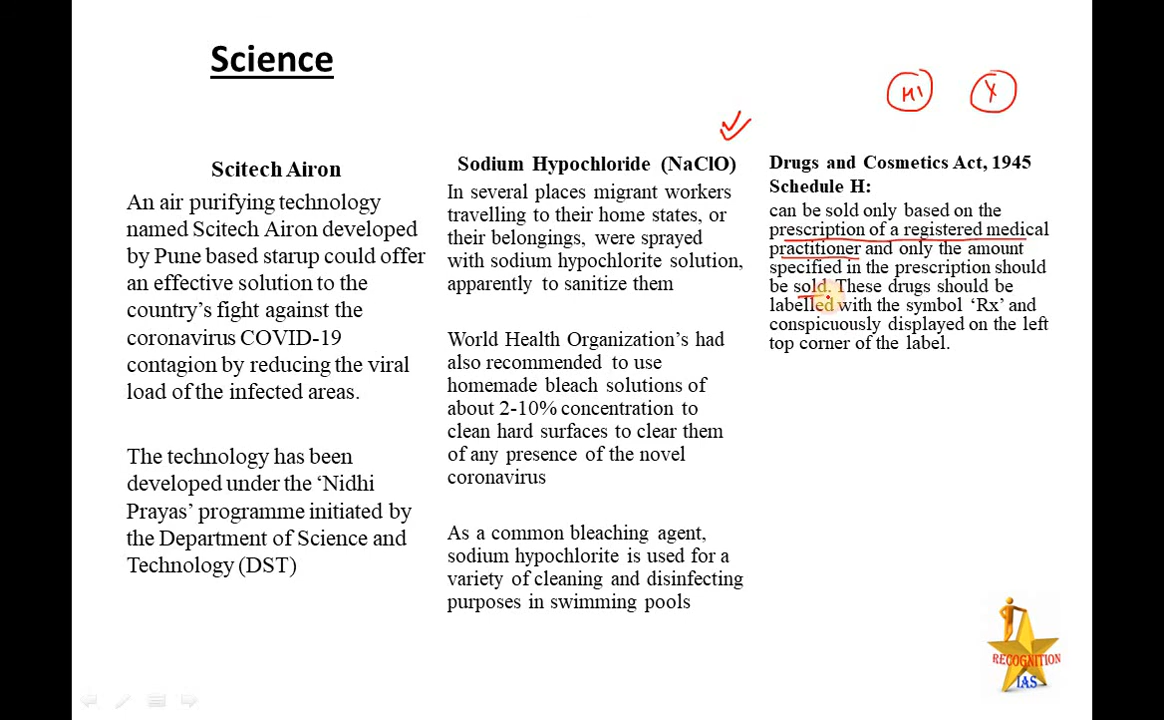 Science
Scitech Airon
An air purifying technology
named Scitech Airon developed
by Pune based starup could offer
an effective solution to the
country's fight against the
coronavirus COVID-19
contagion by reducing the viral
load of the infected areas.
The technology has been
developed under the 'Nidhi
Prayas' programme initiated by
the Department of Science and
Technology (DST)
Sodium Hypochloride (NaClO)
In several places migrant workers
travelling to their home states, or
their belongings, were sprayed
with sodium hypochlorite solution,
apparently to sanitize them
World Health Organization's had
also recommended to use
homemade bleach solutions of
about 2-10% concentration to
clean hard surfaces to clear them
of any presence of the novel
coronavirus
As a common bleaching agent,
sodium hypochlorite is used for a
variety of cleaning and disinfecting
purposes in swimming pools
H1 X
Drugs and Cosmetics Act, 1945
Schedule H:
can be sold only based on the
prescription of a registered medical
practitioner and only the amount
specified in the prescription should
be sold. These drugs should be
labelled with the symbol 'Rx' and
conspicuously displayed on the left
top corner of the label.
RECOGNITION
IAS